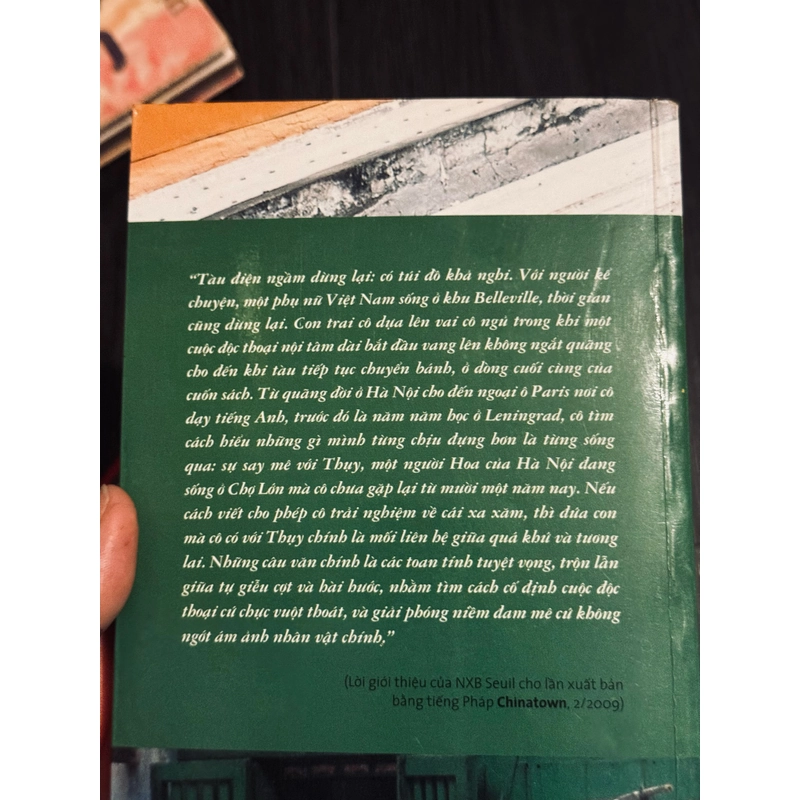 “Tàu điện ngầm dừng lại: có túi đồ khả nghi. Với người kể
chuyện, một phụ nữ Việt Nam sống ở khu Belleville, thời gian
cũng dừng lại. Con trai cô dựa lên vai cô ngủ trong khi một
cuộc độc thoại nội tâm dài bắt đầu vang lên không ngắt quãng
cho đến khi tàu tiếp tục chuyển bánh, ở dòng cuối cùng của
cuốn sách. Từ quãng đời ở Hà Nội cho đến ngoại ô Paris nơi cô
dạy tiếng Anh, trước đó là năm năm học ở Leningrad, cô tìm
cách hiểu những gì mình từng chịu đựng hơn là từng sống
qua: sự say mê với Thụy, một người Hoa của Hà Nội đang
sống ở Chợ Lớn mà cô chưa gặp lại từ mười một năm nay. Nếu
cách viết cho phép cô trải nghiệm về cái xa xăm, thì đứa con
mà cô có với Thụy chính là mối liên hệ giữa quá khứ và tương
lai. Những câu văn chính là các toan tính tuyệt vọng, trộn lẫn
giữa tự giễu cợt và hài hước, nhằm tìm cách cố định cuộc độc
thoại cứ chực vuột thoát, và giải phóng niềm đam mê cứ không
ngớt ám ảnh nhân vật chính.”
(Lời giới thiệu của NXB Seuil cho lần xuất bản
bằng tiếng Pháp Chinatown, 2/2009)